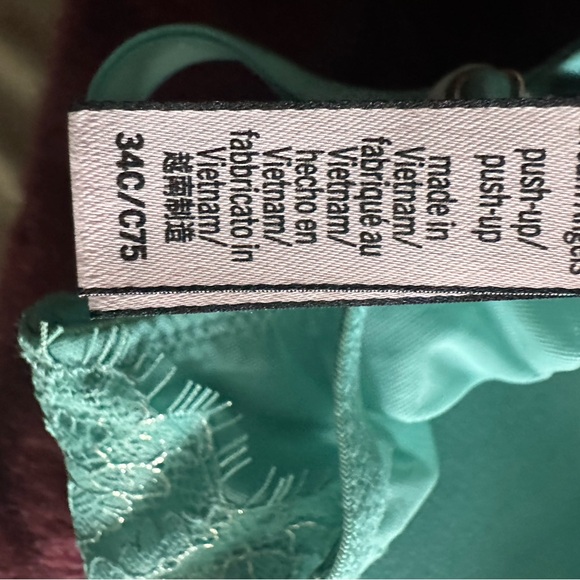 push-up/
push-up
made in
Vietnam/
fabriqué au
Vietnam/
hecho en
Vietnam/
fabbricato in
Vietnam/
越南制造
34C/C75